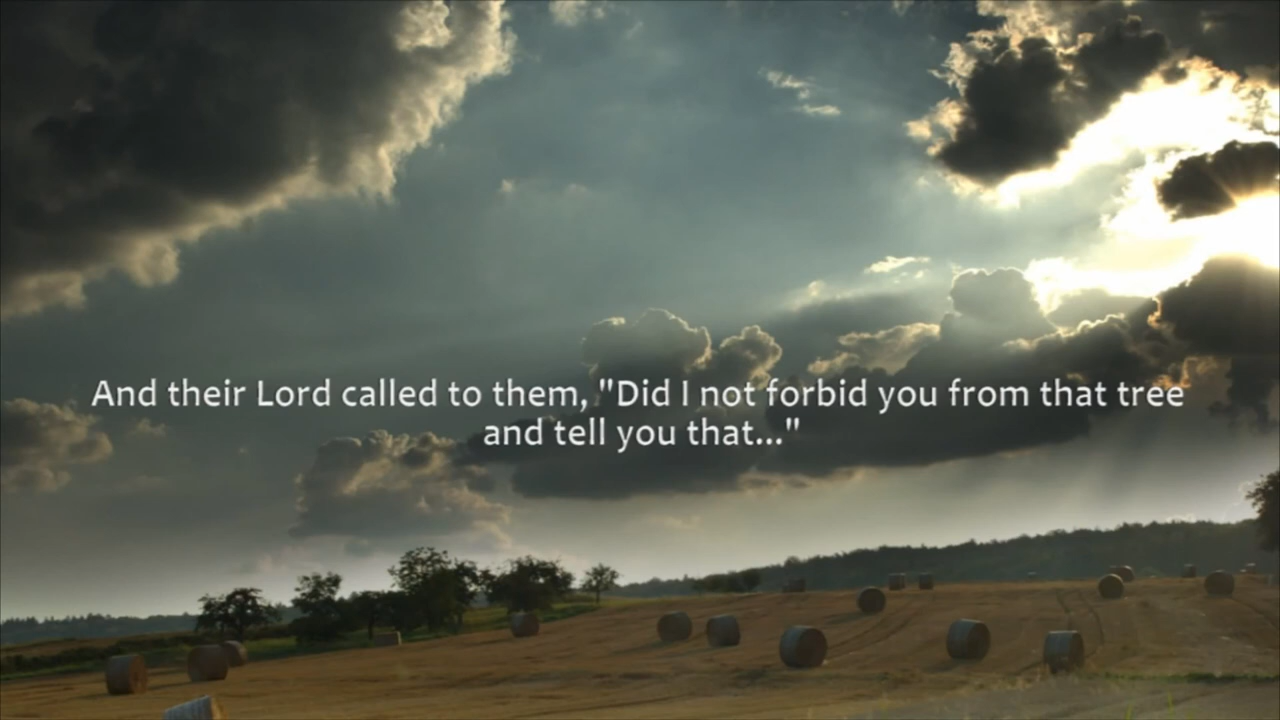 And their Lord called to them, "Did I not forbid you from that tree
and tell you that..."